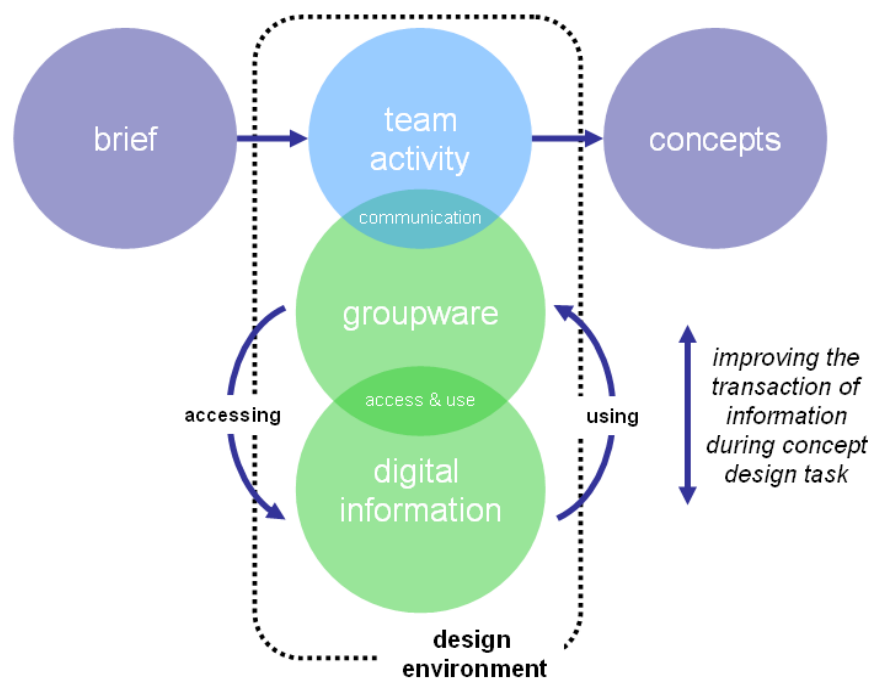 brief
team
activity
concepts
communication
groupware
accessing
access & use
using
improving the
transaction of
information
during concept
design task
digital
information
design
environment